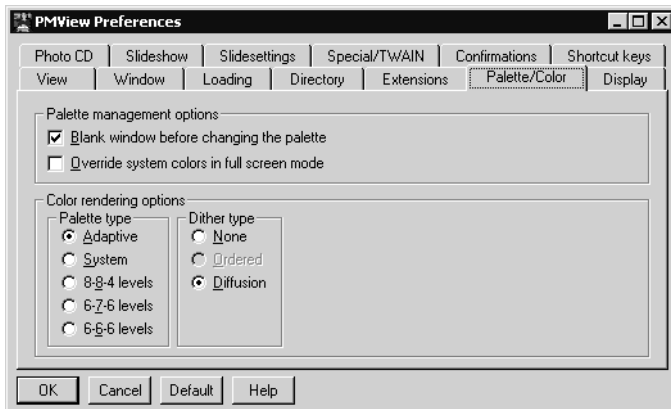 PMView Preferences
Photo CD Slideshow Slidesettings Special/TWAIN Confirmations Shortcut keys
View Window Loading Directory Extensions Palette/Color Display
Palette management options
Blank window before changing the palette
Override system colors in full screen mode
Color rendering options
Palette type Dither type
Adaptive None
System Ordered
8-8-4 levels Diffusion
6-7-6 levels
6-6-6 levels
OK Cancel Default Help